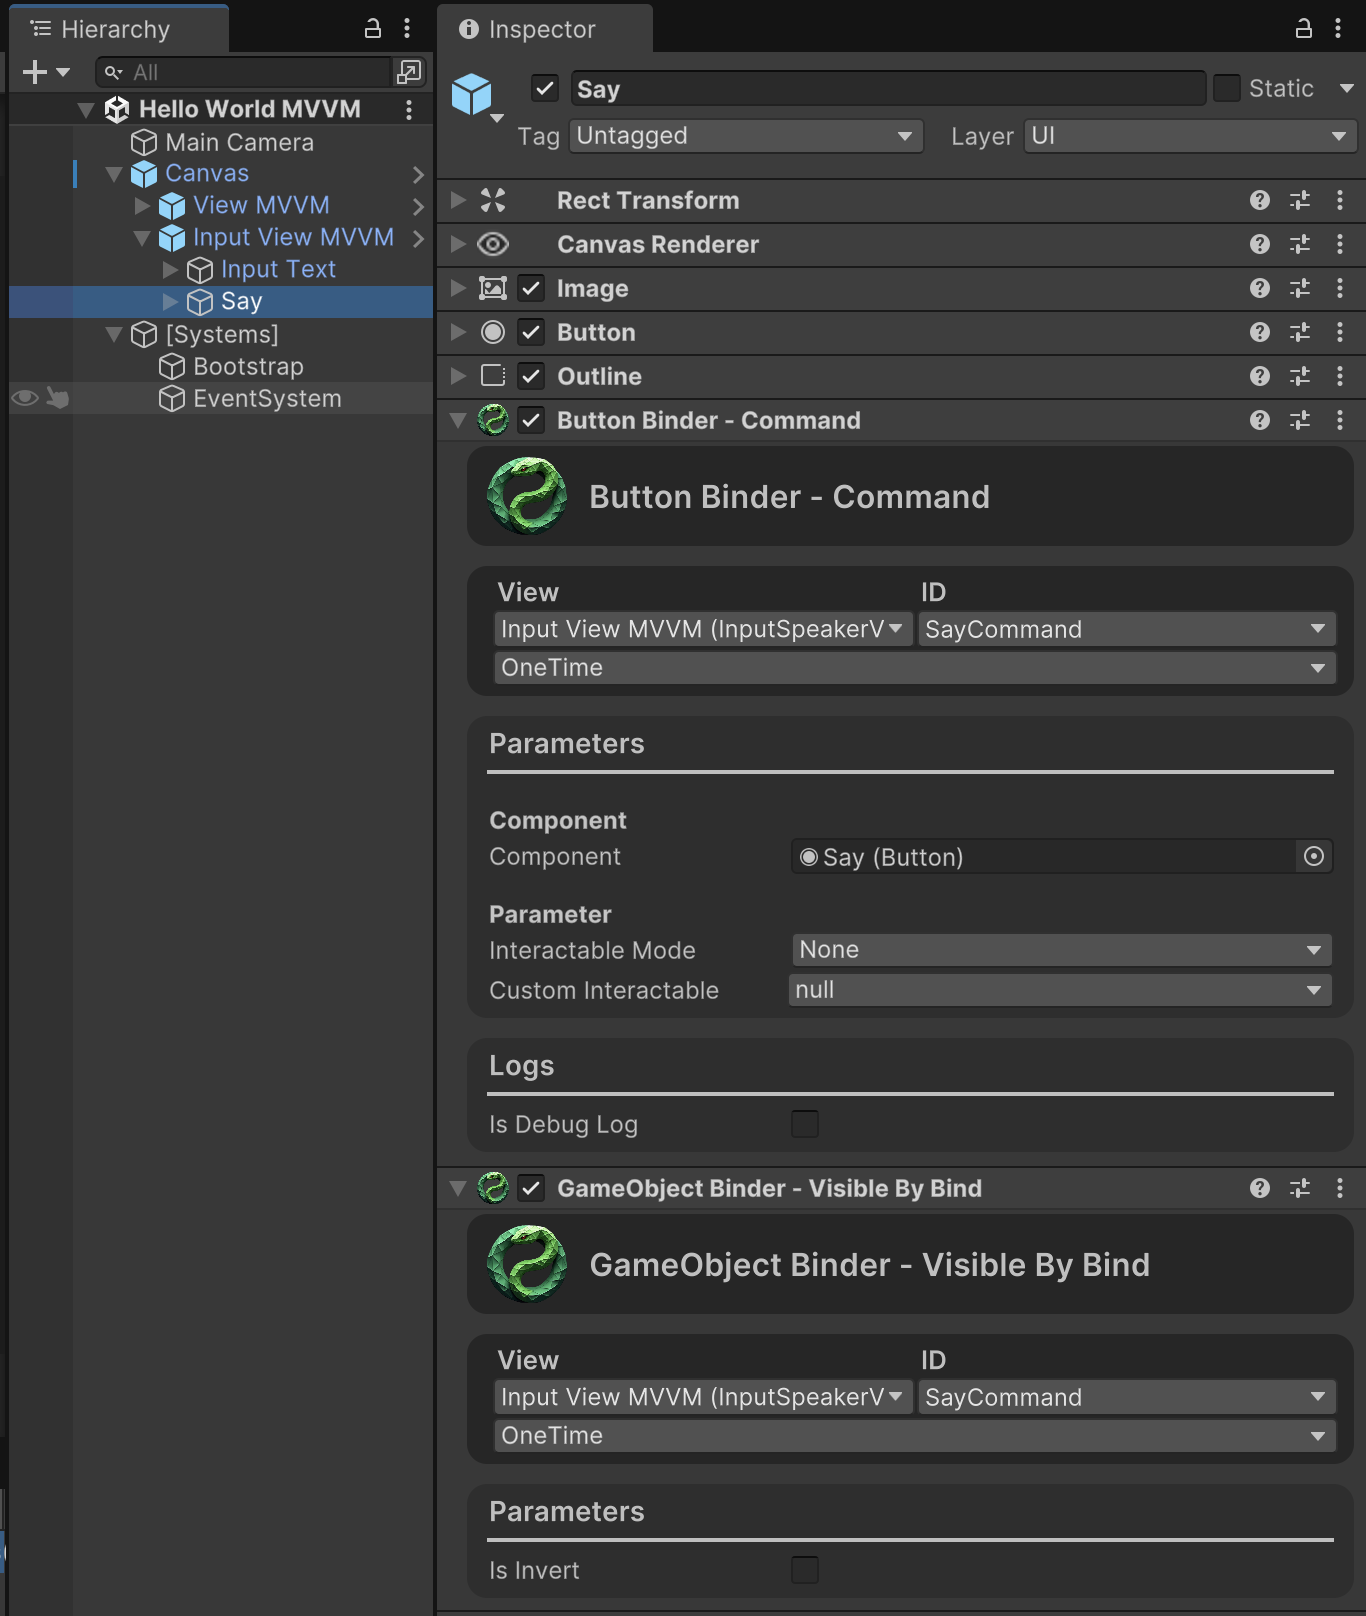 Hierarchy
All
Hello World MVVM
Main Camera
Canvas
View MVVM
Input View MVVM
Input Text
Say
[Systems]
Bootstrap
EventSystem
Inspector
Say
Static
Tag Untagged Layer UI
Rect Transform
Canvas Renderer
Image
Button
Outline
Button Binder - Command
Button Binder - Command
View ID
Input View MVVM (InputSpeakerV SayCommand
OneTime
Parameters
Component
Component Say (Button)
Parameter
Interactable Mode None
Custom Interactable null
Logs
Is Debug Log
GameObject Binder - Visible By Bind
GameObject Binder - Visible By Bind
View ID
Input View MVVM (InputSpeakerV SayCommand
OneTime
Parameters
Is Invert